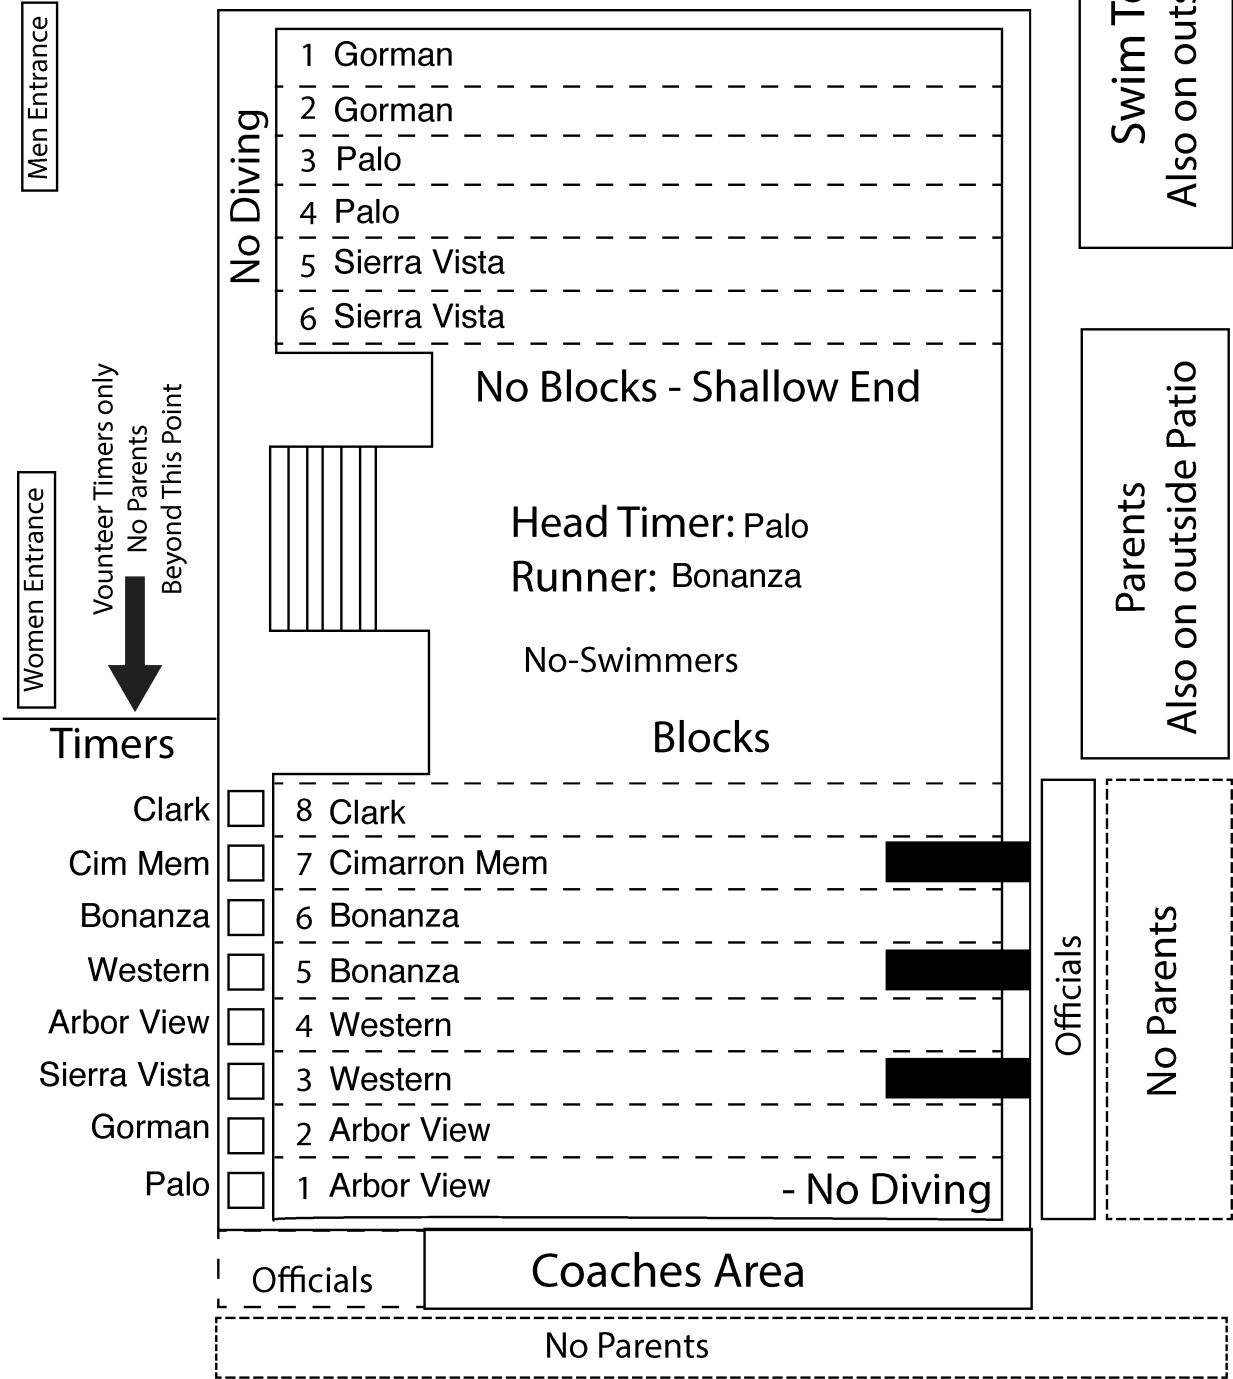 Men Entrance
No Diving
1 Gorman
2 Gorman
3 Palo
4 Palo
5 Sierra Vista
6 Sierra Vista
Swim
Also on
No Blocks - Shallow End
Vounteer Timers only
No Parents
Beyond This Point
Women Entrance
Head Timer: Palo
Runner: Bonanza
No-Swimmers
Blocks
Parents
Also on outside Patio
Timers
Clark 8 Clark
Cim Mem 7 Cimarron Mem
Bonanza 6 Bonanza
Western 5 Bonanza
Arbor View 4 Western
Sierra Vista 3 Western
Gorman 2 Arbor View
Palo 1 Arbor View - No Diving
Officials
No Parents
Officials
Coaches Area
No Parents